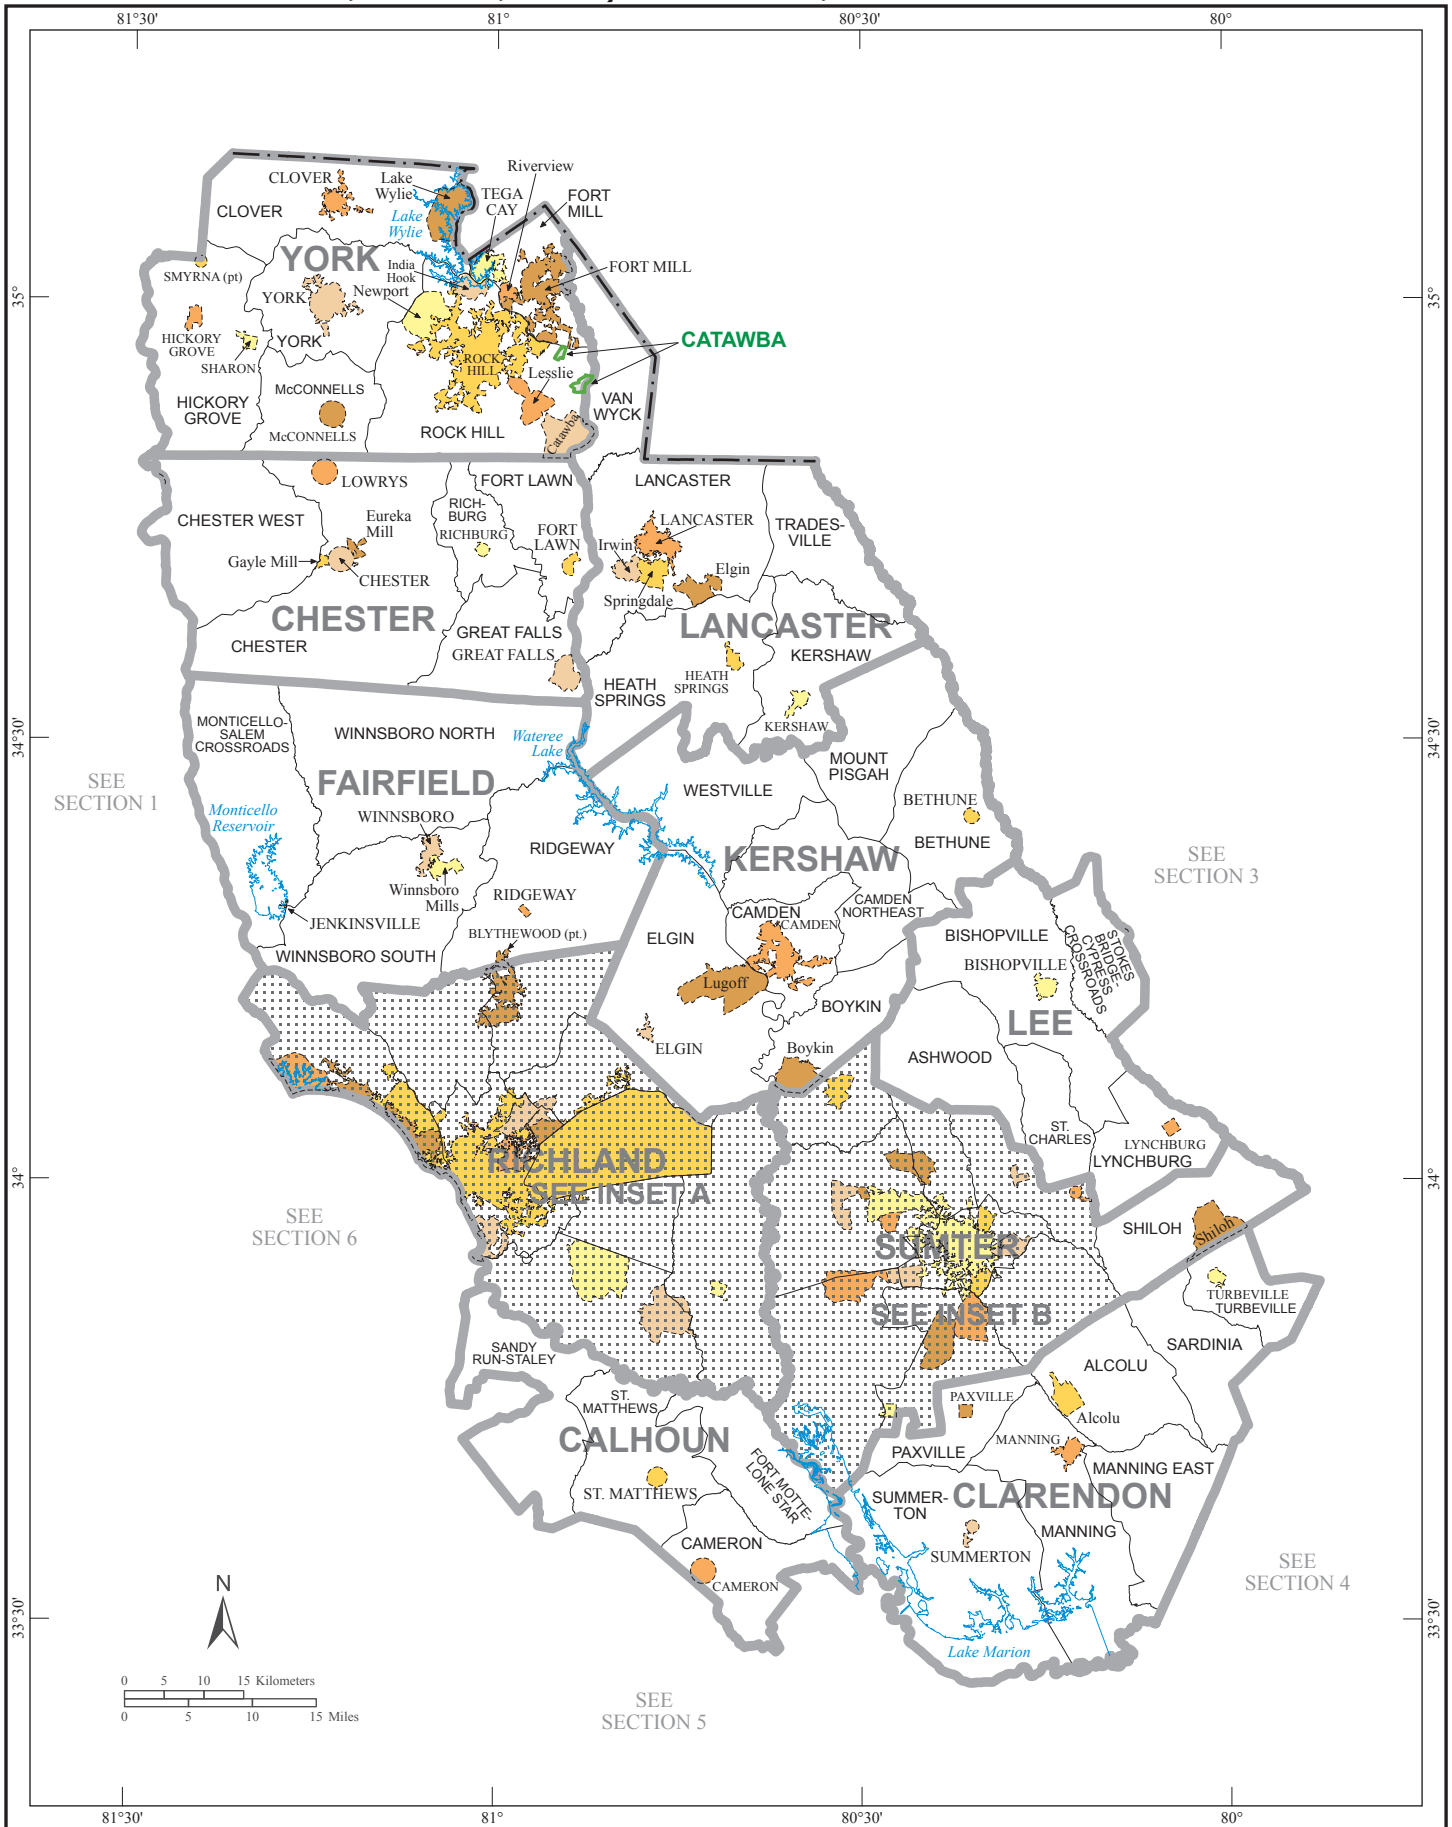 81°30'
81°
80°30'
80°
Riverview
CLOVER
Lake
Wylie
TEGA
CAY
FORT
MILL
CLOVER
Lake
Wylie
YORK
India
Hook
FORT MILL
SMYRNA (pt)
YORK
Newport
35°
35°
HICKORY
GROVE
YORK
CATAWBA
SHARON
ROCK
HILL
Lesslie
McCONNELLS
HICKORY
GROVE
VAN
WYCK
McCONNELLS
ROCK HILL
Catawba
LOWRYS
FORT LAWN
LANCASTER
RICH-
BURG
CHESTER WEST
Eureka
Mill
LANCASTER
TRADES-
VILLE
RICHBURG
FORT
LAWN
Irwin
Gayle Mill
CHESTER
Elgin
Springdale
CHESTER
LANCASTER
GREAT FALLS
CHESTER
GREAT FALLS
KERSHAW
HEATH
SPRINGS
HEATH
SPRINGS
KERSHAW
MONTICELLO-
SALEM
CROSSROADS
WINNSBORO NORTH
Wateree
Lake
34°30'
34°30'
MOUNT
PISGAH
SEE
SECTION 1
FAIRFIELD
WESTVILLE
BETHUNE
Monticello
Reservoir
WINNSBORO
RIDGEWAY
BETHUNE
KERSHAW
SEE
SECTION 3
Winnsboro
Mills
RIDGEWAY
CAMDEN
NORTHEAST
CAMDEN
CAMDEN
JENKINSVILLE
BLYTHEWOOD (pt.)
ELGIN
BISHOPVILLE
STOKES
BRIDGE-
CYPRESS
CROSSROADS
WINNSBORO SOUTH
BISHOPVILLE
Lugoff
BOYKIN
LEE
ELGIN
Boykin
ASHWOOD
ST.
CHARLES
LYNCHBURG
LYNCHBURG
RICHLAND
SEE INSET A
34°
34°
SEE
SECTION 6
SHILOH
Shiloh
SUMTER
TURBEVILLE
TURBEVILLE
SEE INSET B
SARDINIA
SANDY
RUN-STALEY
ALCOLU
ST.
MATTHEWS
PAXVILLE
Alcolu
CALHOUN
MANNING
PAXVILLE
FORT MOTTE-
LONE STAR
MANNING EAST
ST. MATTHEWS
SUMMER-
TON
CLARENDON
MANNING
CAMERON
SUMMERTON
SEE
SECTION 4
CAMERON
N
33°30'
33°30'
Lake Marion
0 5 10 15 Kilometers
0 5 10 15 Miles
SEE
SECTION 5
81°30'
81°
80°30'
80°